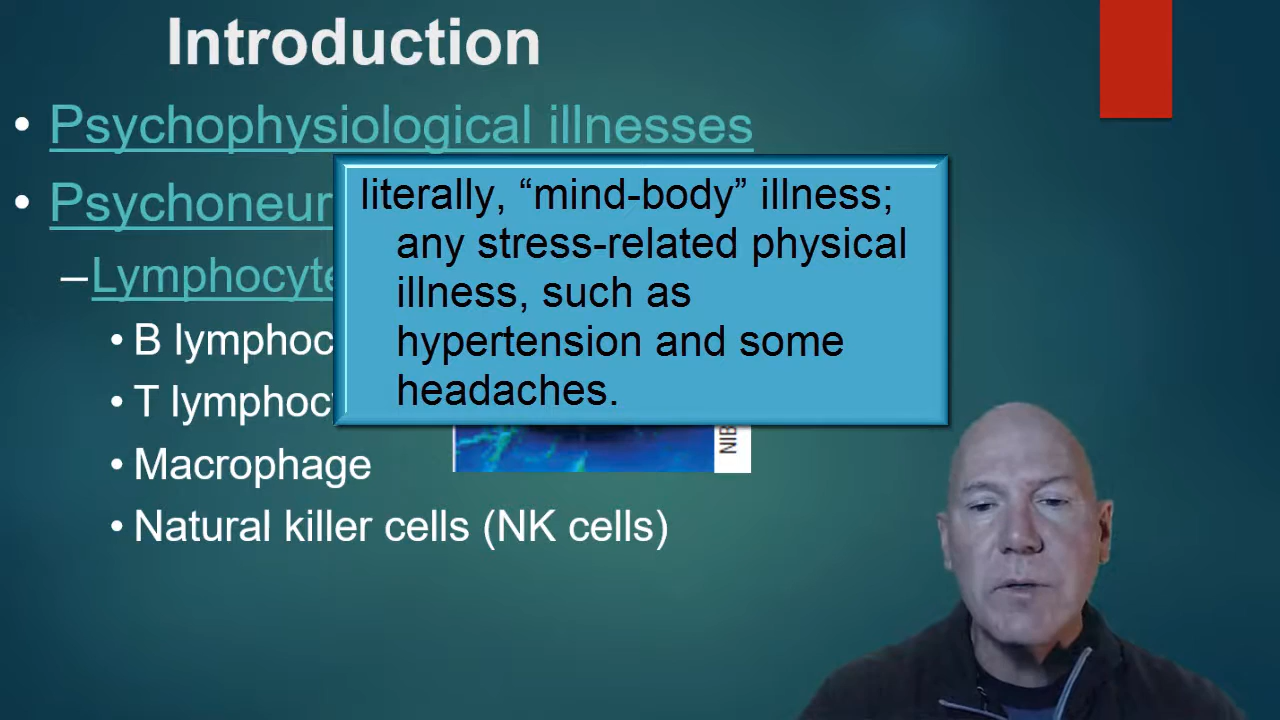 Introduction
• Psychophysiological illnesses
• Psychoneur
literally, “mind-body” illness;
any stress-related physical
illness, such as
hypertension and some
headaches.
–Lymphocyte
• B lymphoc
• T lymphoc
• Macrophage
• Natural killer cells (NK cells)
NIB